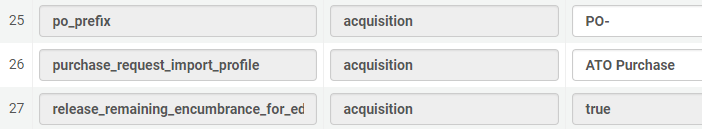 25 po_prefix acquisition PO-
26 purchase_request_import_profile acquisition ATO Purchase
27 release_remaining_encumbrance_for_ed acquisition true